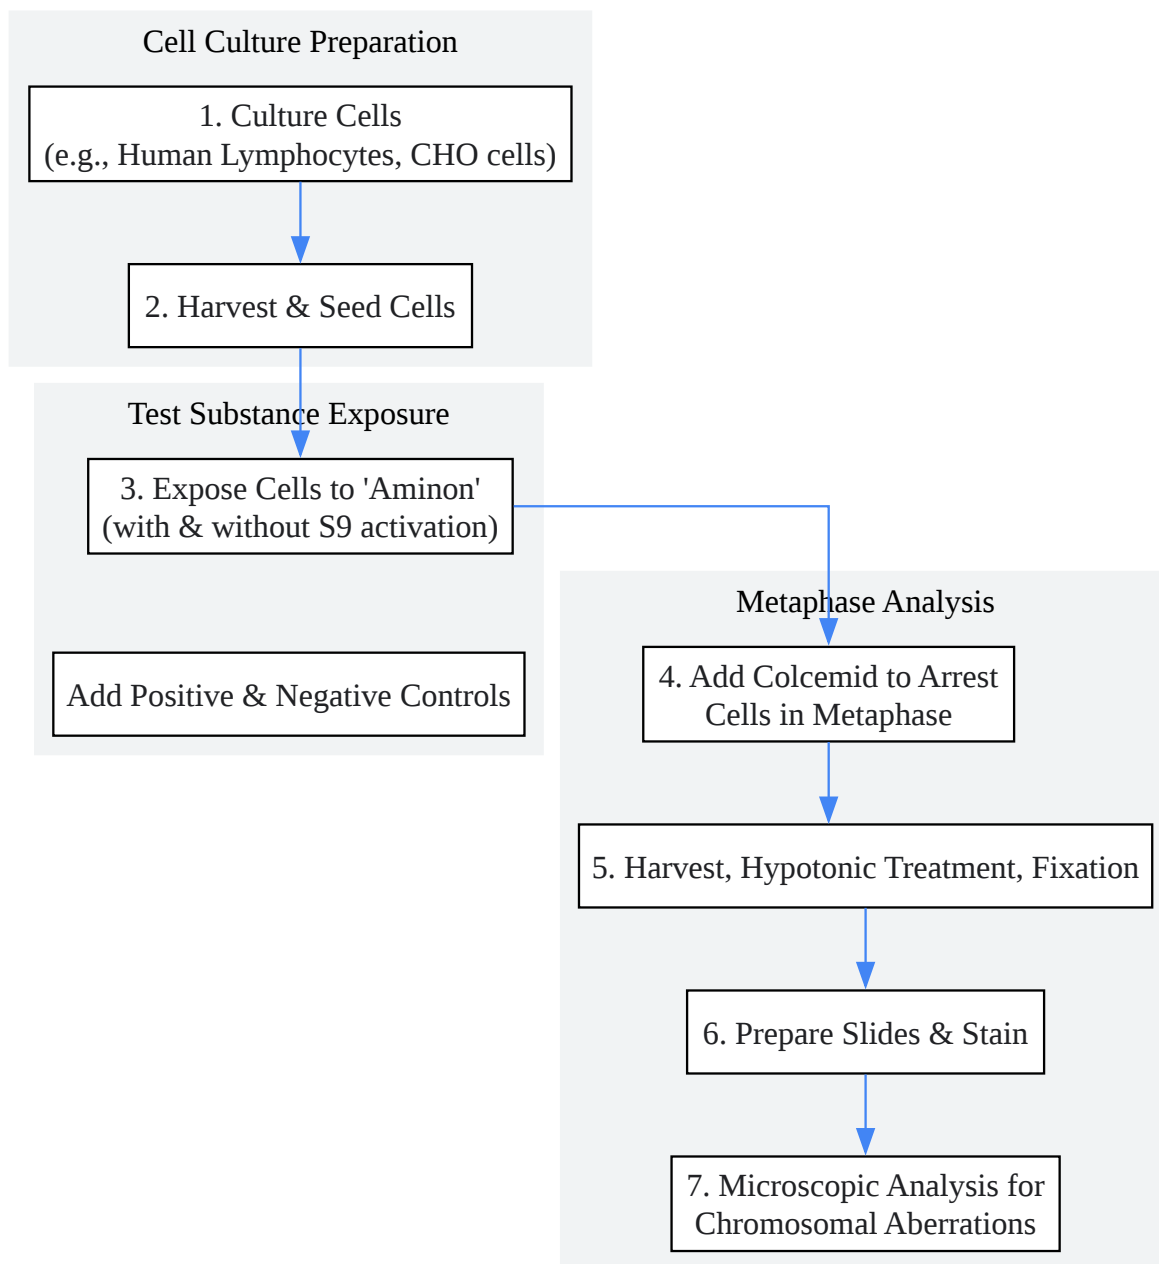 Cell Culture Preparation
1. Culture Cells
(e.g., Human Lymphocytes, CHO cells)
2. Harvest & Seed Cells
Test Substance Exposure
3. Expose Cells to 'Aminon'
(with & without S9 activation)
Add Positive & Negative Controls
Metaphase Analysis
4. Add Colcemid to Arrest
Cells in Metaphase
5. Harvest, Hypotonic Treatment, Fixation
6. Prepare Slides & Stain
7. Microscopic Analysis for
Chromosomal Aberrations